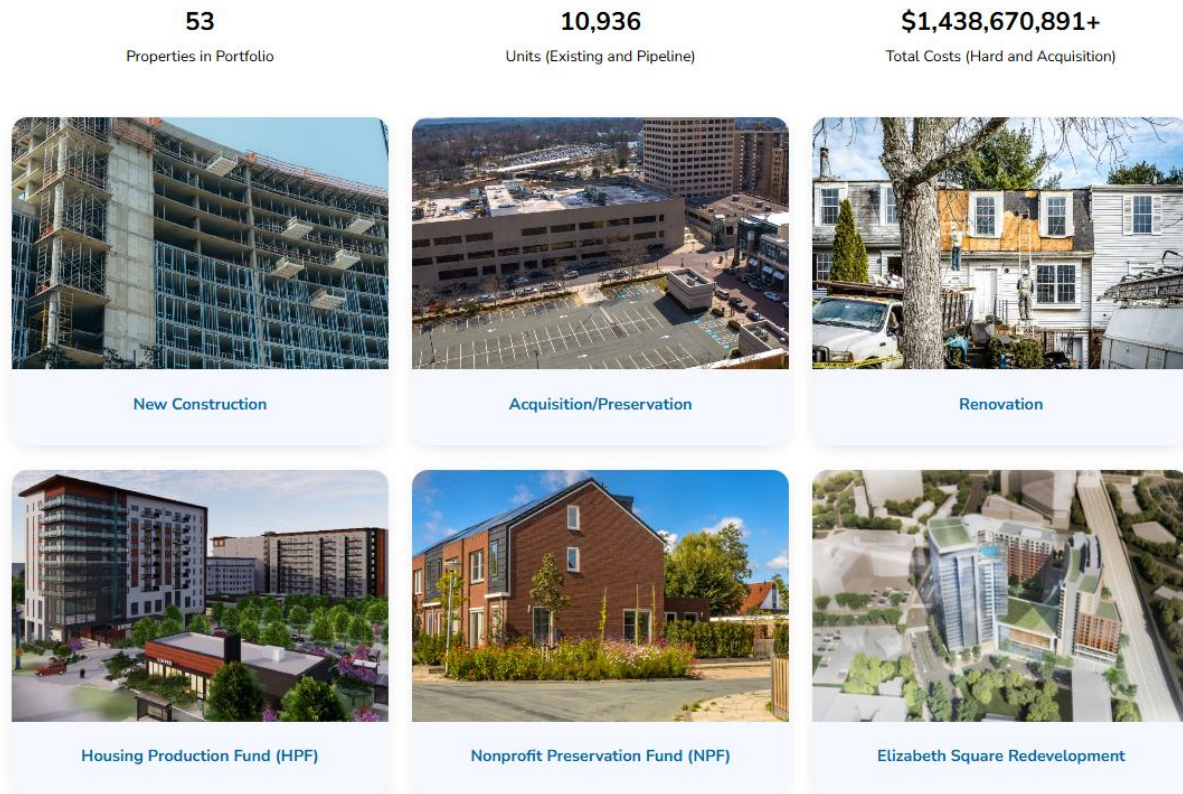 53
10,936
$1,438,670,891+
Properties in Portfolio
Units (Existing and Pipeline)
Total Costs (Hard and Acquisition)
New Construction
Acquisition/Preservation
Renovation
Housing Production Fund (HPF)
Nonprofit Preservation Fund (NPF)
Elizabeth Square Redevelopment